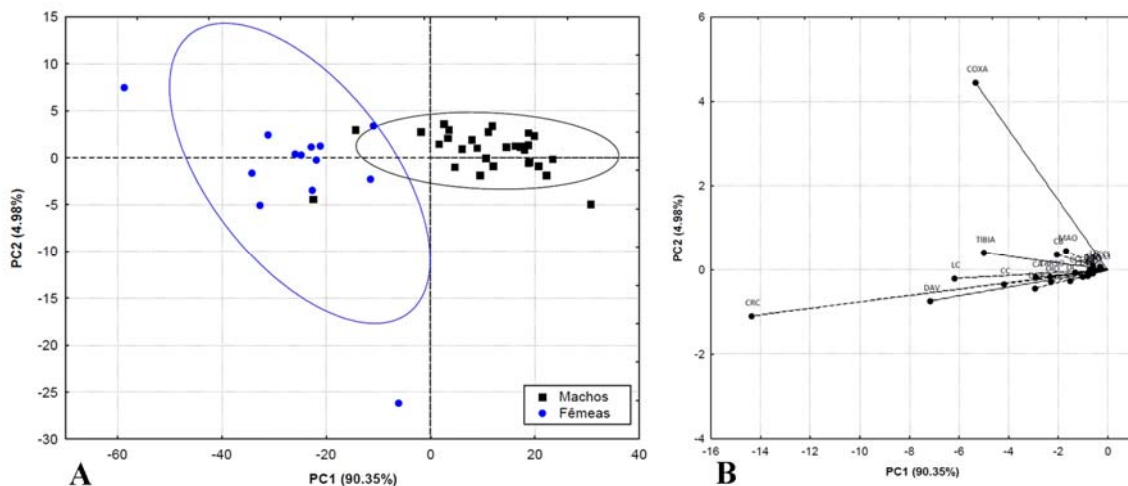 15
10
5
0
-5
-10
-15
-20
-25
-30
PC2 (4.98%)
-60
-40
-20
0
20
40
PC1 (90.35%)
Machos
Fêmeas
A
6
4
2
0
-2
-4
PC2 (4.98%)
COXA
TIBIA
CB
MAO
LC
CC
DAV
CRC
-16
-14
-12
-10
-8
-6
-4
-2
0
PC1 (90.35%)
B